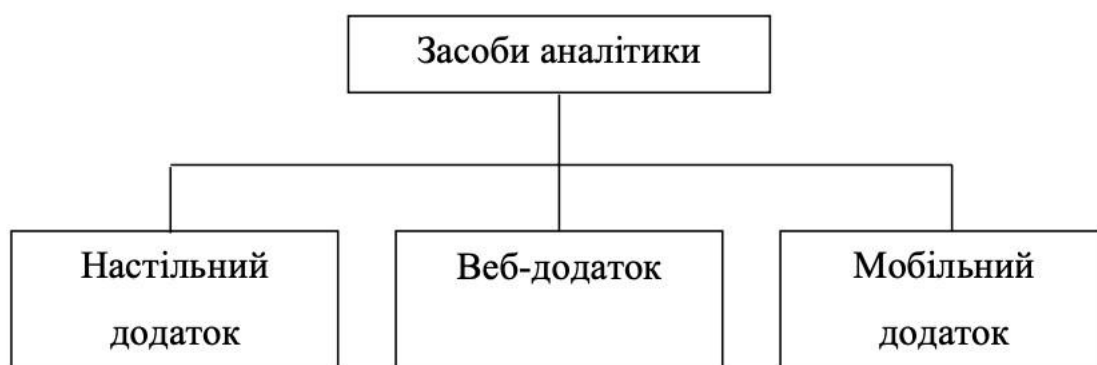 Засоби аналітики
Настільний
додаток
Веб-додаток
Мобільний
додаток